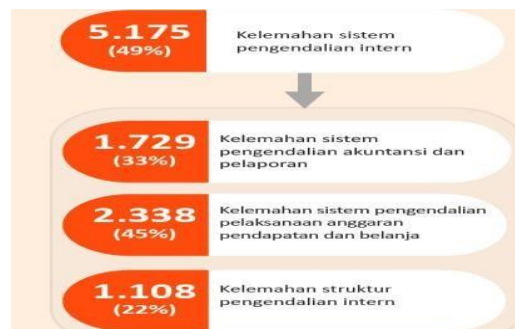 5.175
(49%)
Kelemahan sistem
pengendalian intern
1.729
(33%)
Kelemahan sistem
pengendalian akuntansi dan
pelaporan
2.338
(45%)
Kelemahan sistem pengendalian
pelaksanaan anggaran
pendapatan dan belanja
1.108
(22%)
Kelemahan struktur
pengendalian intern